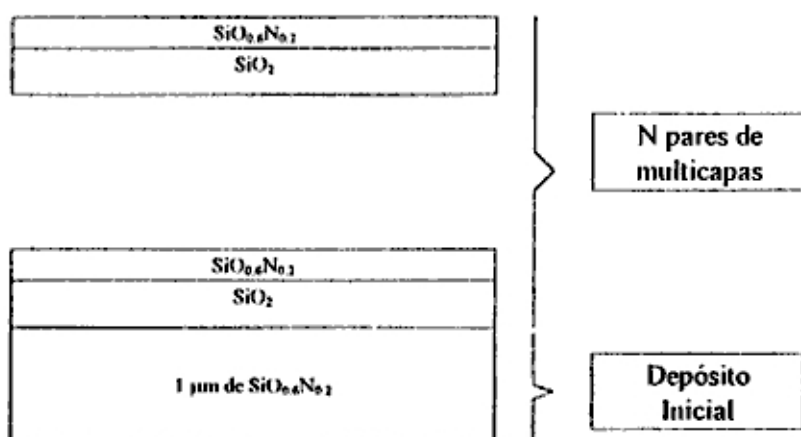 SiO₀.₆N₀.₂
SiO₂
N pares de
multicapas
SiO₀.₆N₀.₂
SiO₂
1 µm de SiO₀.₆N₀.₂
Depósito
Inicial